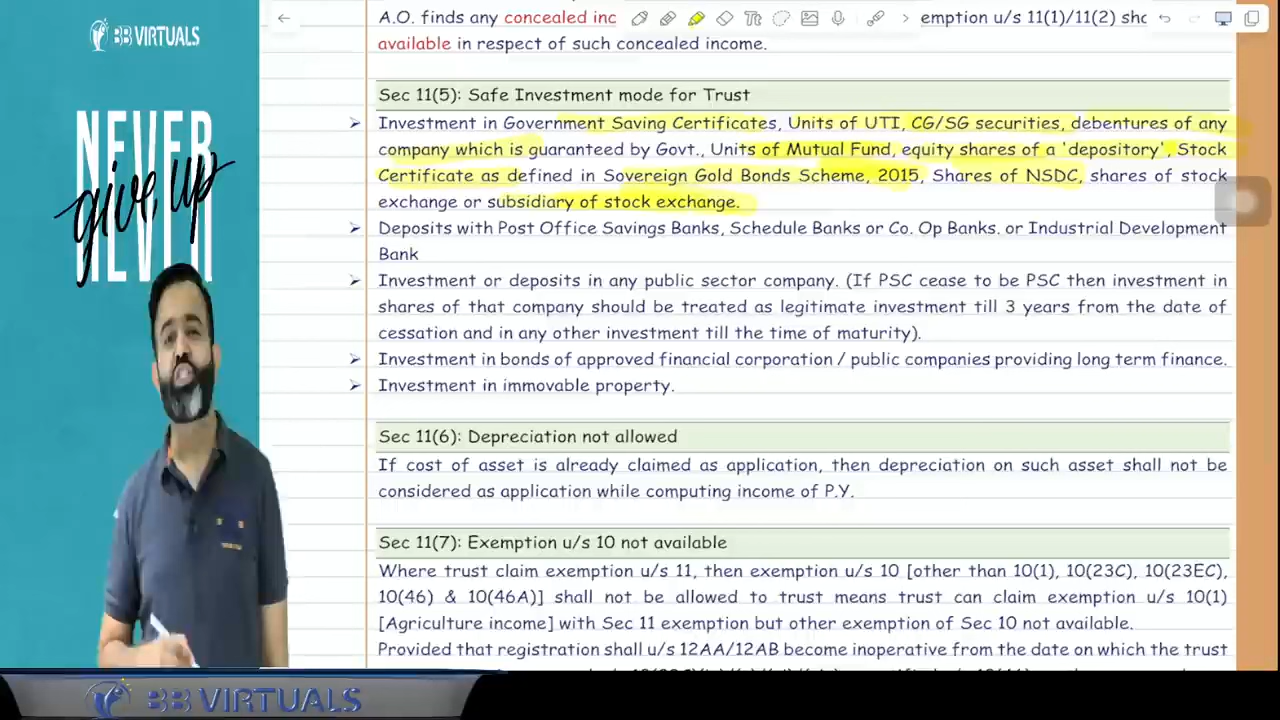 BB VIRTUALS
NEVER
give up
NEVER
A.O. finds any concealed inc
emption u/s 11(1)/11(2) sho
available in respect of such concealed income.
Sec 11(5): Safe Investment mode for Trust
➢ Investment in Government Saving Certificates, Units of UTI, CG/SG securities, debentures of any
company which is guaranteed by Govt., Units of Mutual Fund, equity shares of a 'depository', Stock
Certificate as defined in Sovereign Gold Bonds Scheme, 2015, Shares of NSDC, shares of stock
exchange or subsidiary of stock exchange.
➢ Deposits with Post Office Savings Banks, Schedule Banks or Co. Op Banks. or Industrial Development
Bank
➢ Investment or deposits in any public sector company. (If PSC cease to be PSC then investment in
shares of that company should be treated as legitimate investment till 3 years from the date of
cessation and in any other investment till the time of maturity).
➢ Investment in bonds of approved financial corporation / public companies providing long term finance.
➢ Investment in immovable property.
Sec 11(6): Depreciation not allowed
If cost of asset is already claimed as application, then depreciation on such asset shall not be
considered as application while computing income of P.Y.
Sec 11(7): Exemption u/s 10 not available
Where trust claim exemption u/s 11, then exemption u/s 10 [other than 10(1), 10(23C), 10(23EC),
10(46) & 10(46A)] shall not be allowed to trust means trust can claim exemption u/s 10(1)
[Agriculture income] with Sec 11 exemption but other exemption of Sec 10 not available.
Provided that registration shall u/s 12AA/12AB become inoperative from the date on which the trust
BB VIRTUALS